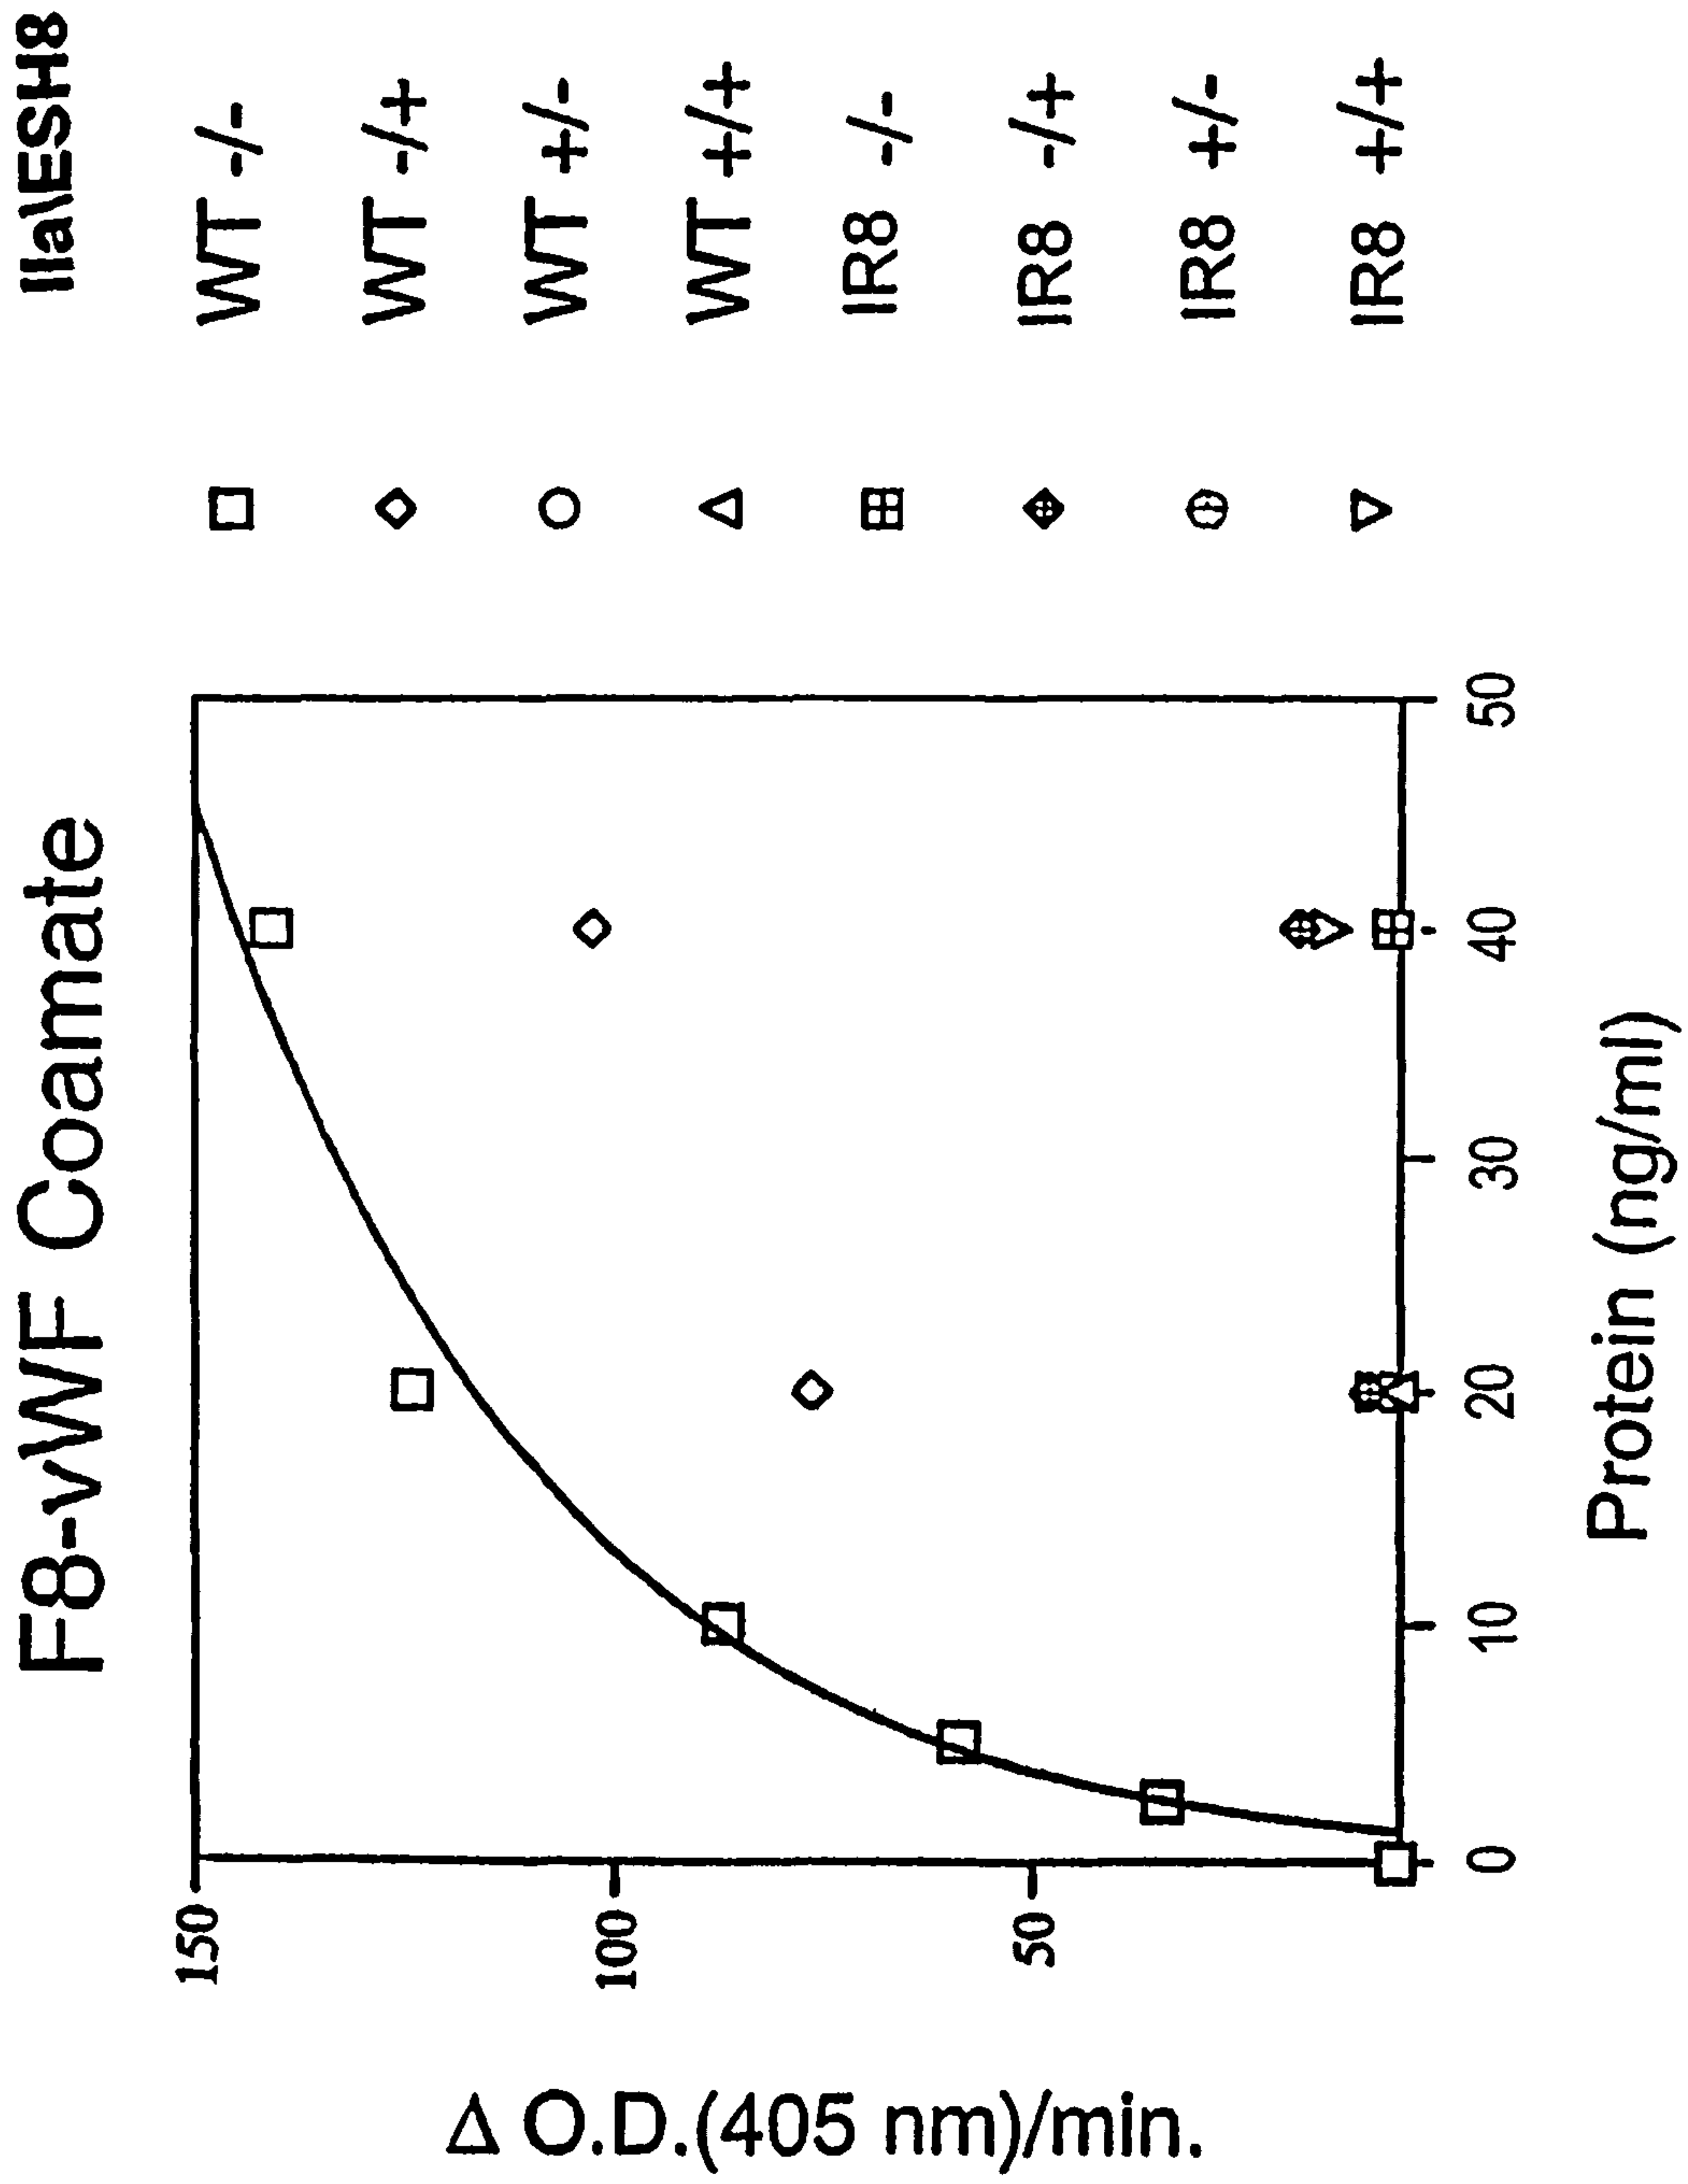 F8-vWF Coamate
IIa\ESH8
WT -/-
WT -/+
WT +/-
WT +/+
IR8 -/-
IR8 -/+
IR8 +/-
IR8 +/+
Δ O.D.(405 nm)/min.
150
100
50
0
10
20
30
40
50
Protein (ng/ml)